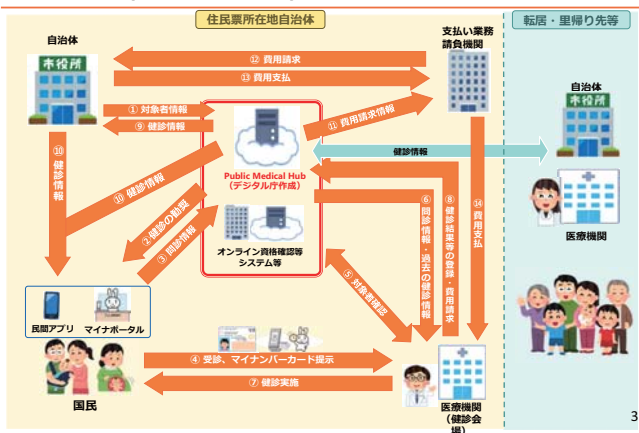 住民票所在地自治体
転居・里帰り先等
自治体
市役所
支払い業務
請負機関
⑫ 費用請求
⑬ 費用支払
① 対象者情報
⑨ 健診情報
⑪ 費用請求情報
自治体
市役所
健診情報
Public Medical Hub
(デジタル庁作成)
⑩ 健診情報
⑩ 健診情報
② 健診の勧奨
③ 問診情報
オンライン資格確認等
システム等
⑥ 問診情報・過去の健診情報
⑧ 健診結果等の登録・費用請求
⑭ 費用支払
⑤ 対象者確認
医療機関
民間アプリ
マイナポータル
④ 受診、マイナンバーカード提示
⑦ 健診実施
国民
医療機関
(健診会
場)
3